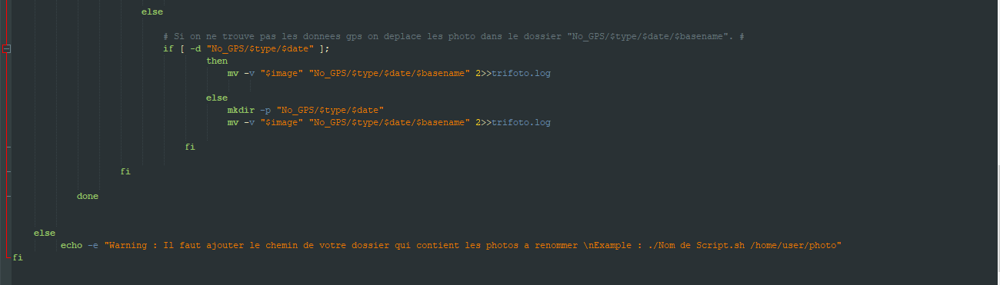 else
# Si on ne trouve pas les donnees gps on deplace les photo dans le dossier "No_GPS/$type/$date/$basename". #
if [ -d "No_GPS/$type/$date" ];
then
mv -v "$image" "No_GPS/$type/$date/$basename" 2>>trifoto.log
else
mkdir -p "No_GPS/$type/$date"
mv -v "$image" "No_GPS/$type/$date/$basename" 2>>trifoto.log
fi
fi
done
else
echo -e "Warning : Il faut ajouter le chemin de votre dossier qui contient les photos a renommer \nExample : ./Nom de Script.sh /home/user/photo"
fi